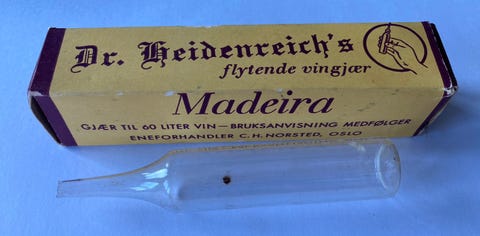 Dr. Heidenreich's
flytende vingjær
Madeira
GJÆR TIL 60 LITER VIN – BRUKSANVISNING MEDFØLGER
ENEFORHANDLER C. H. NORSTED, OSLO